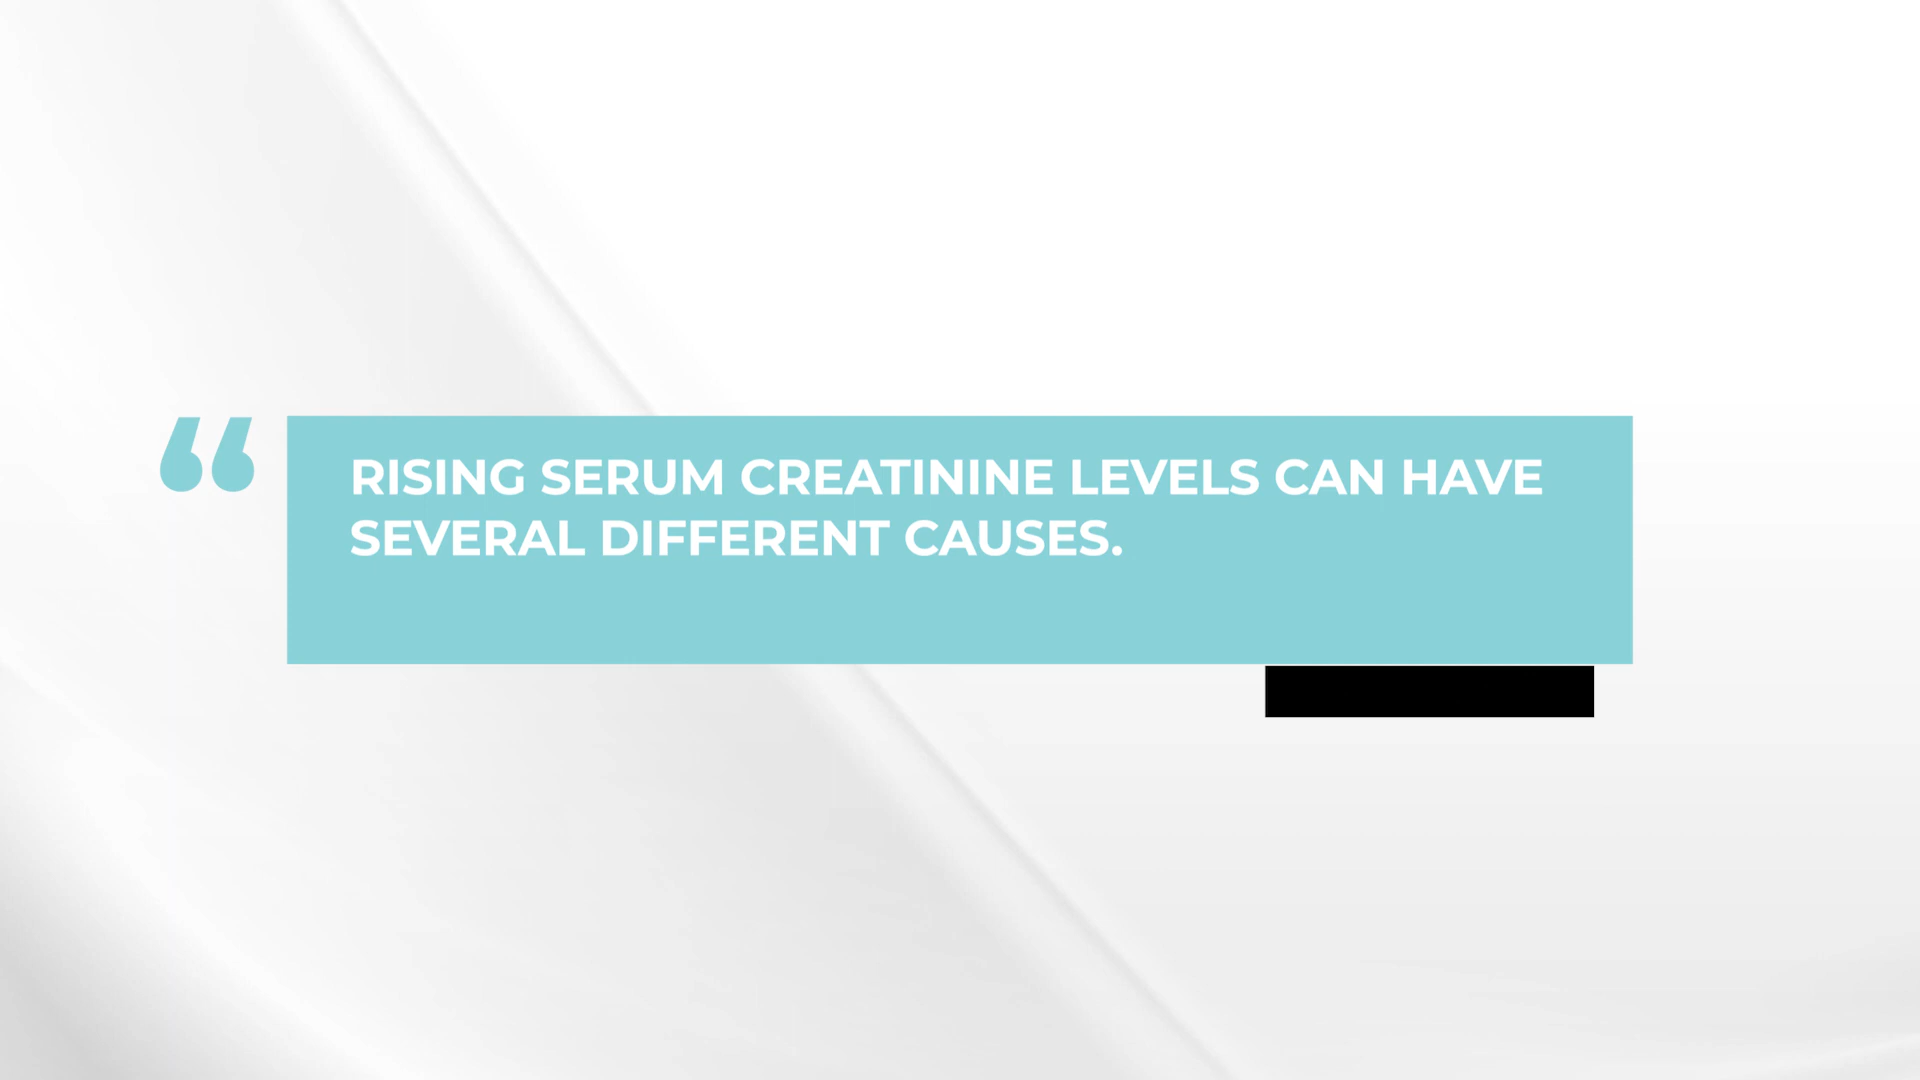 “
RISING SERUM CREATININE LEVELS CAN HAVE
SEVERAL DIFFERENT CAUSES.